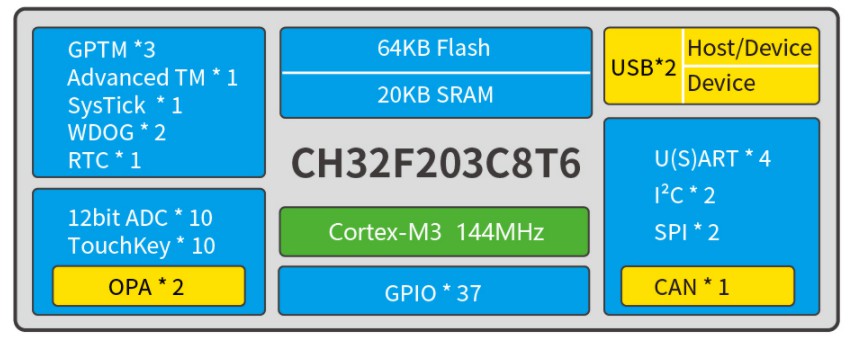 GPTM *3
Advanced TM * 1
SysTick * 1
WDOG * 2
RTC * 1
12bit ADC * 10
TouchKey * 10
OPA * 2
64KB Flash
20KB SRAM
CH32F203C8T6
Cortex-M3 144MHz
GPIO * 37
USB*2
Host/Device
Device
U(S)ART * 4
I²C * 2
SPI * 2
CAN * 1